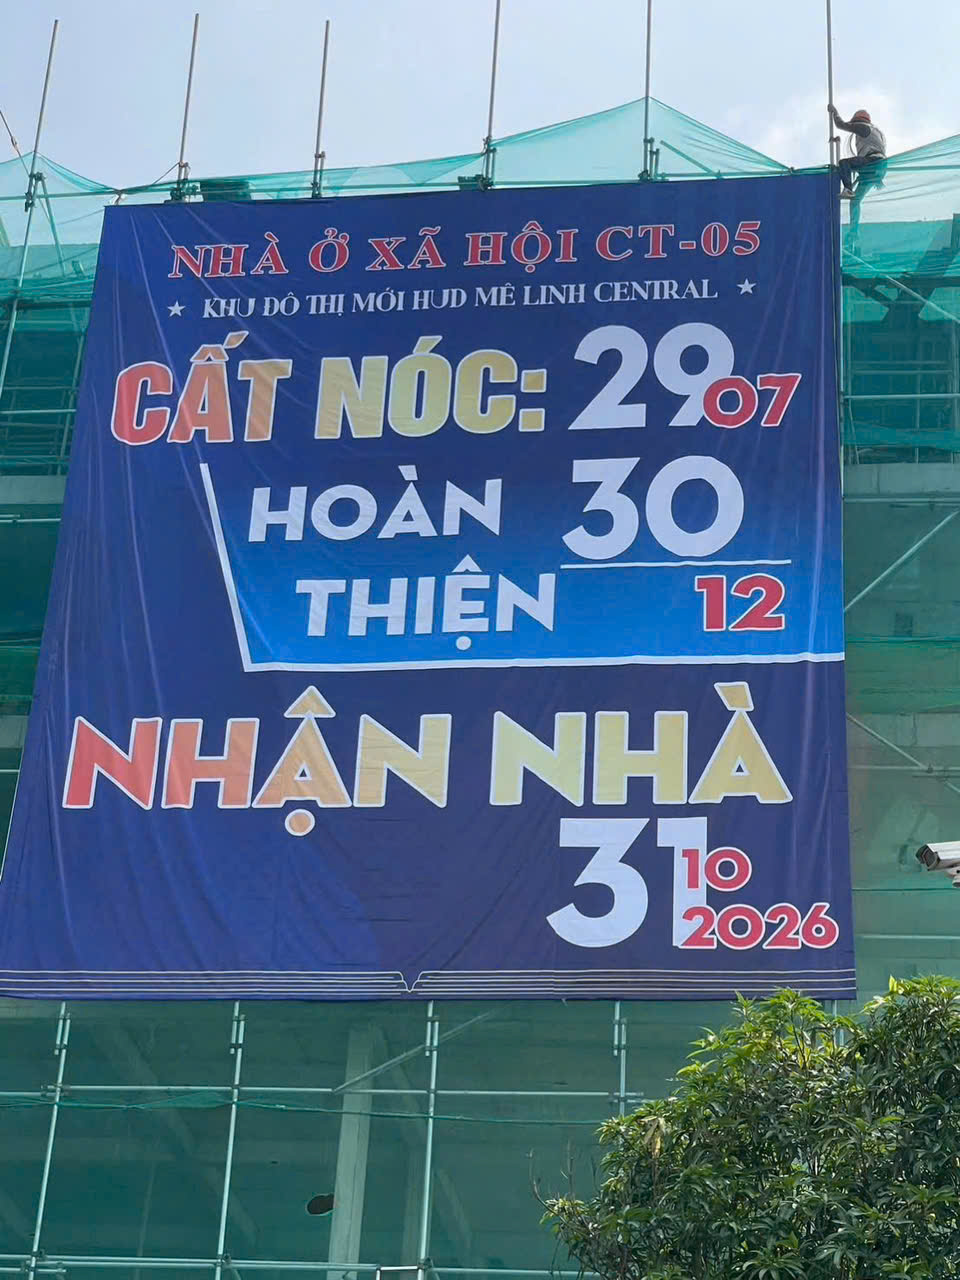 NHÀ Ở XÃ HỘI CT-05
★ KHU ĐÔ THỊ MỚI HUD MÊ LINH CENTRAL ★
CẤT NÓC: 29 07
HOÀN THIỆN 30
12
NHẬN NHÀ
31 10
2026